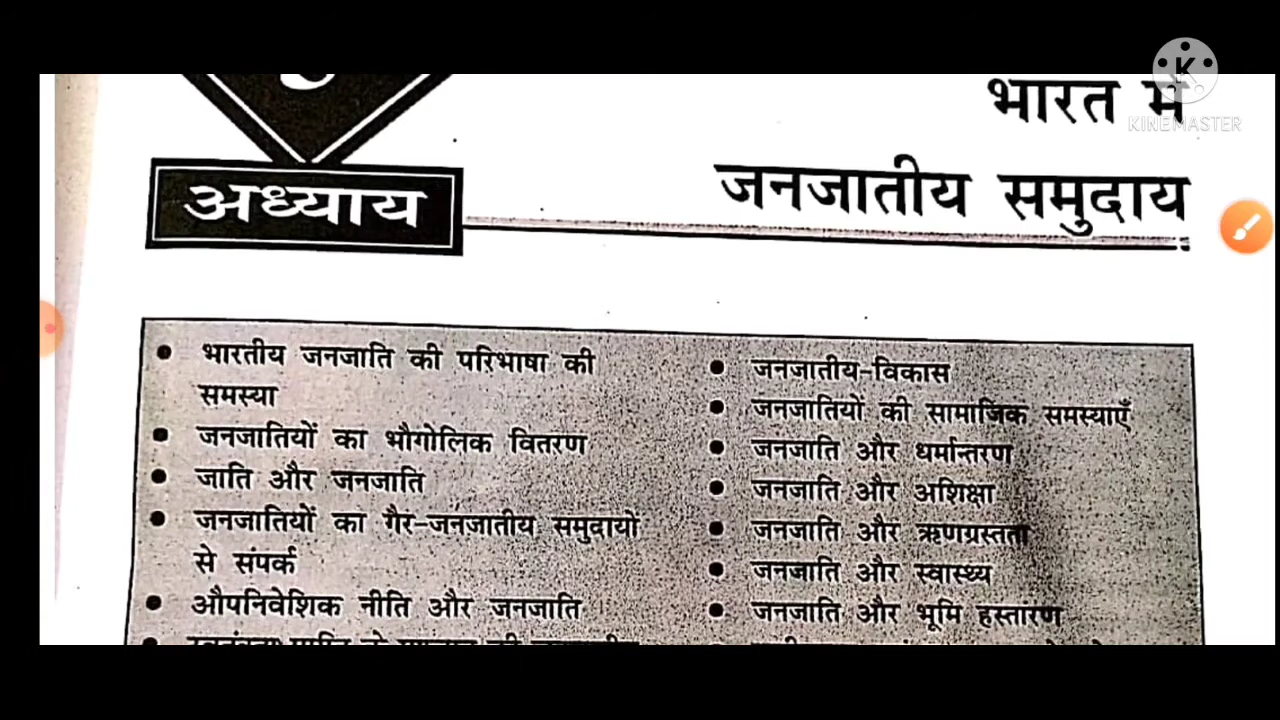 भारत में
KINEMASTER
जनजातीय समुदाय
अध्याय
भारतीय जनजाति की परिभाषा की
समस्या
जनजातियों का भौगोलिक वितरण
जाति और जनजाति
जनजातियों का गैर-जनजातीय समुदायों
से संपर्क
औपनिवेशिक नीति और जनजाति
जनजातीय-विकास
जनजातियों की सामाजिक समस्याएँ
जनजाति और धर्मान्तरण
जनजाति और अशिक्षा
जनजाति और ऋणग्रस्तता
जनजाति और स्वास्थ्य
जनजाति और भूमि हस्तारण